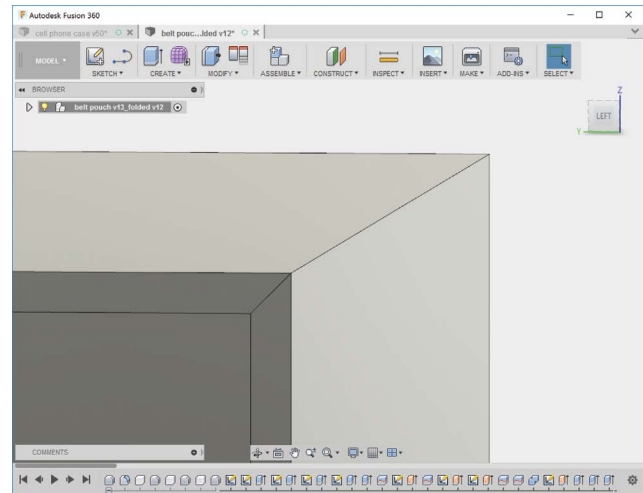 Autodesk Fusion 360
cell phone case v50*
belt pouc...lded v12*
MODEL
SKETCH
CREATE
MODIFY
ASSEMBLE
CONSTRUCT
INSPECT
INSERT
MAKE
ADD-INS
SELECT
BROWSER
belt pouch v13_folded v12
Z
LEFT
Y
COMMENTS